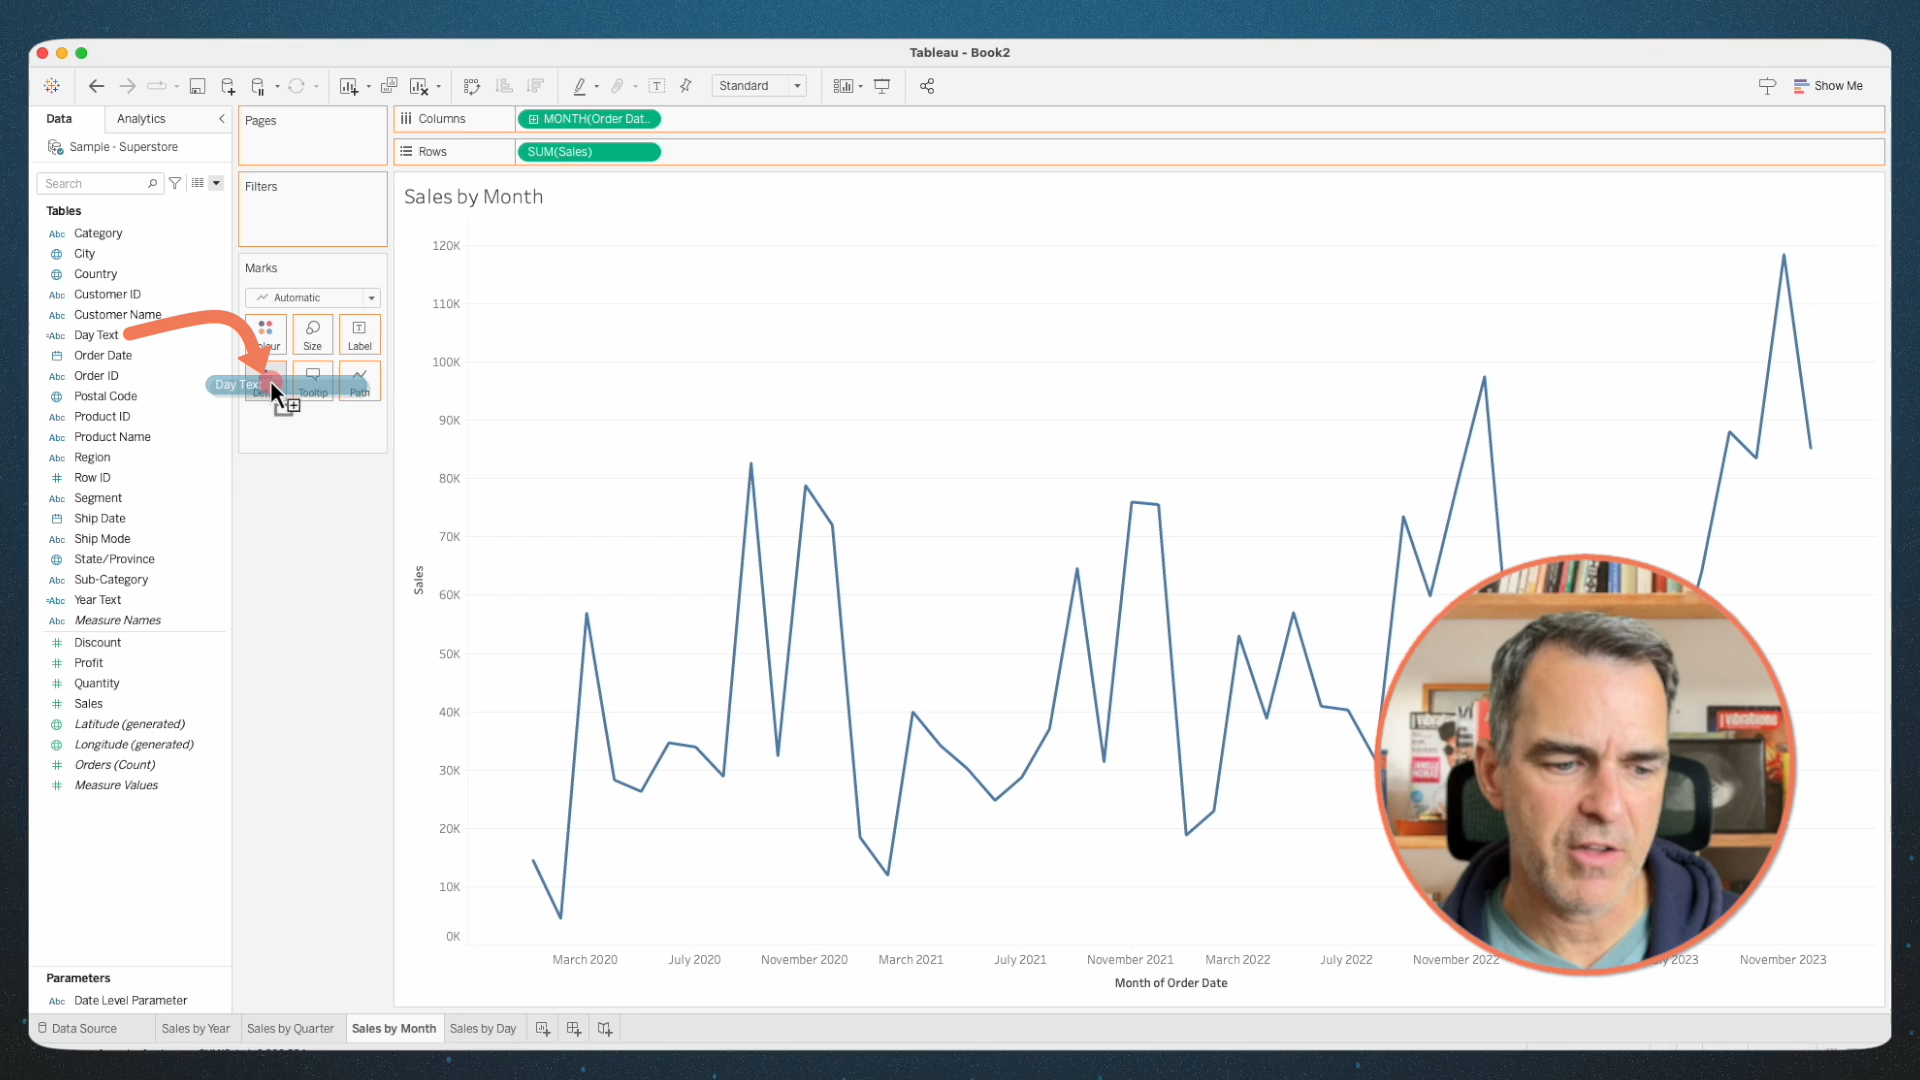 Tableau - Book2
Standard
Show Me
Data
Analytics
Pages
Columns
MONTH(Order Dat..
Sample - Superstore
Rows
SUM(Sales)
Search
Filters
Sales by Month
Tables
Category
City
Country
Customer ID
Customer Name
Day Text
Order Date
Order ID
Postal Code
Product ID
Product Name
Region
Row ID
Segment
Ship Date
Ship Mode
State/Province
Sub-Category
Year Text
Measure Names
Discount
Profit
Quantity
Sales
Latitude (generated)
Longitude (generated)
Orders (Count)
Measure Values
Parameters
Date Level Parameter
Marks
Automatic
Size
Label
Day Text
Tooltip
Path
120K
110K
100K
90K
80K
70K
60K
50K
40K
30K
20K
10K
0K
Sales
March 2020
July 2020
November 2020
March 2021
July 2021
November 2021
March 2022
July 2022
November 2022
2023
November 2023
Month of Order Date
Data Source
Sales by Year
Sales by Quarter
Sales by Month
Sales by Day